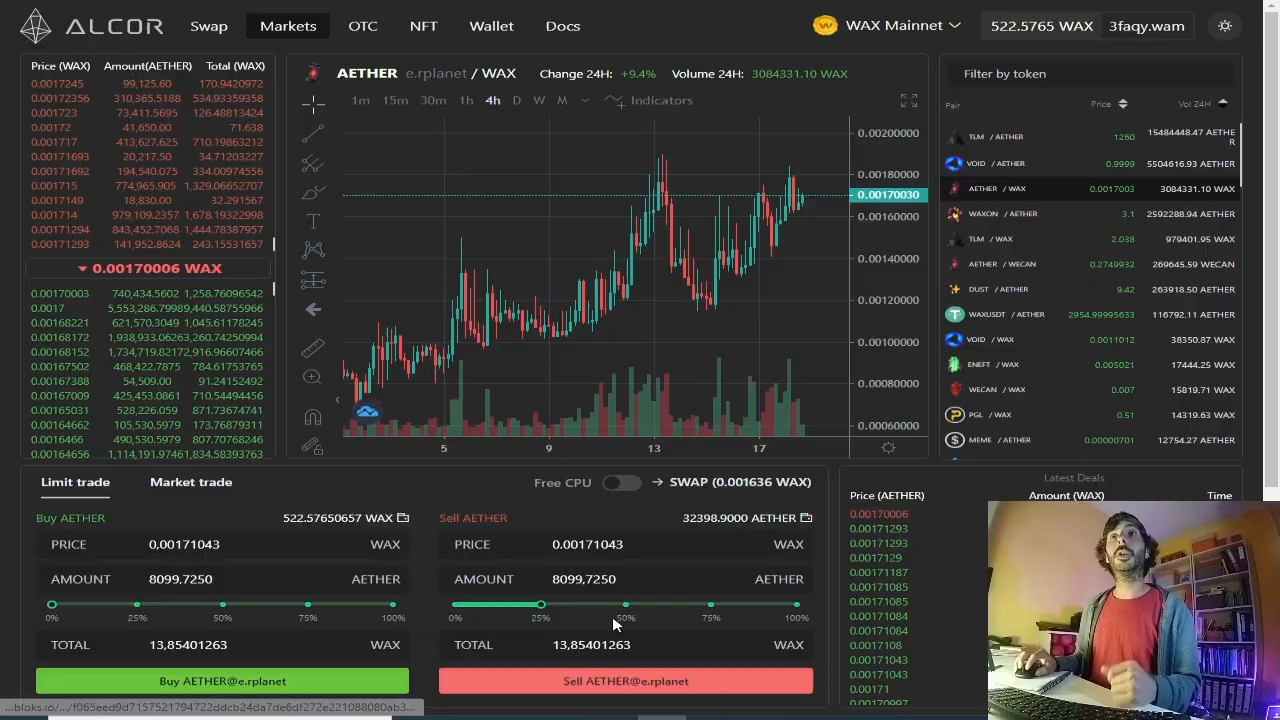 ALCOR Swap Markets OTC NFT Wallet Docs WAX Mainnet 522.5765 WAX 3faqy.wam
Price (WAX) Amount(AETHER) Total (WAX)
0.0017245 99,125.60 170.9420972
0.00172356 310,365.5188 534.93359358
0.001723 73,411.5695 126.48813424
0.00172 41,650.00 71.638
0.001717 413,627.625 710.19863212
0.00171693 20,217.50 34.71203227
0.00171692 194,540.075 334.00974556
0.001715 774,965.905 1,329.06652707
0.00171499 18,830.00 32.291567
0.001714 979,109.2357 1,678.19322998
0.00171294 843,452.7068 1,444.78387957
0.00171293 141,952.8624 243.15531657
0.00170006 WAX
0.00170003 740,434.5602 1,258.76096542
0.0017 5,553,286.79989,440.58755966
0.00168221 621,570.3049 1,045.61178245
0.00168172 1,938,933.06263,260.74250994
0.00168152 1,734,719.82172,916.96607466
0.00167502 468,422.7875 784.61753765
0.00167388 54,509.00 91.24152492
0.00167009 425,453.0861 710.54494456
0.00165031 528,226.059 871.73674741
0.00164662 105,530.5979 173.76879311
0.0016466 490,530.5979 807.70768246
0.00164656 1,114,191.97461,834.58393763
AETHER e.rplanet / WAX Change 24H: +9.4% Volume 24H: 3084331.10 WAX
1m 15m 30m 1h 4h D W M Indicators
0.00200000
0.00180000
0.00170030
0.00160000
0.00140000
0.00120000
0.00100000
0.00080000
0.00060000
5 9 13 17
Filter by token
Pair Price Vol 24H
TLM / AETHER 1260 15484448.47 AETHE
R
VOID / AETHER 0.9999 5504616.93 AETHER
AETHER / WAX 0.0017003 3084331.10 WAX
WAXON / AETHER 3.1 2592288.94 AETHER
TLM / WAX 2.038 979401.95 WAX
AETHER / WECAN 0.2749932 269645.59 WECAN
DUST / AETHER 9.42 263918.50 AETHER
WAXUSDT / AETHER 2954.99995633 116792.11 AETHER
VOID / WAX 0.0011012 38350.87 WAX
ENEFT / WAX 0.005021 17444.25 WAX
WECAN / WAX 0.007 15819.71 WAX
PGL / WAX 0.51 14319.63 WAX
MEME / AETHER 0.00000701 12754.27 AETHER
Limit trade Market trade Free CPU SWAP (0.001636 WAX)
Buy AETHER 522.57650657 WAX
PRICE 0.00171043 WAX
AMOUNT 8099,7250 AETHER
0% 25% 50% 75% 100%
TOTAL 13,85401263 WAX
Buy AETHER@e.rplanet
Sell AETHER 32398.9000 AETHER
PRICE 0.00171043 WAX
AMOUNT 8099,7250 AETHER
0% 25% 50% 75% 100%
TOTAL 13,85401263 WAX
Sell AETHER@e.rplanet
Latest Deals
Price (AETHER) Amount (WAX) Time
0.00170006
0.00171293
0.00171293
0.0017129
0.00171187
0.00171085
0.00171085
0.00171084
0.00171084
0.0017108
0.00171043
0.00171043
0.00171
0.00170997